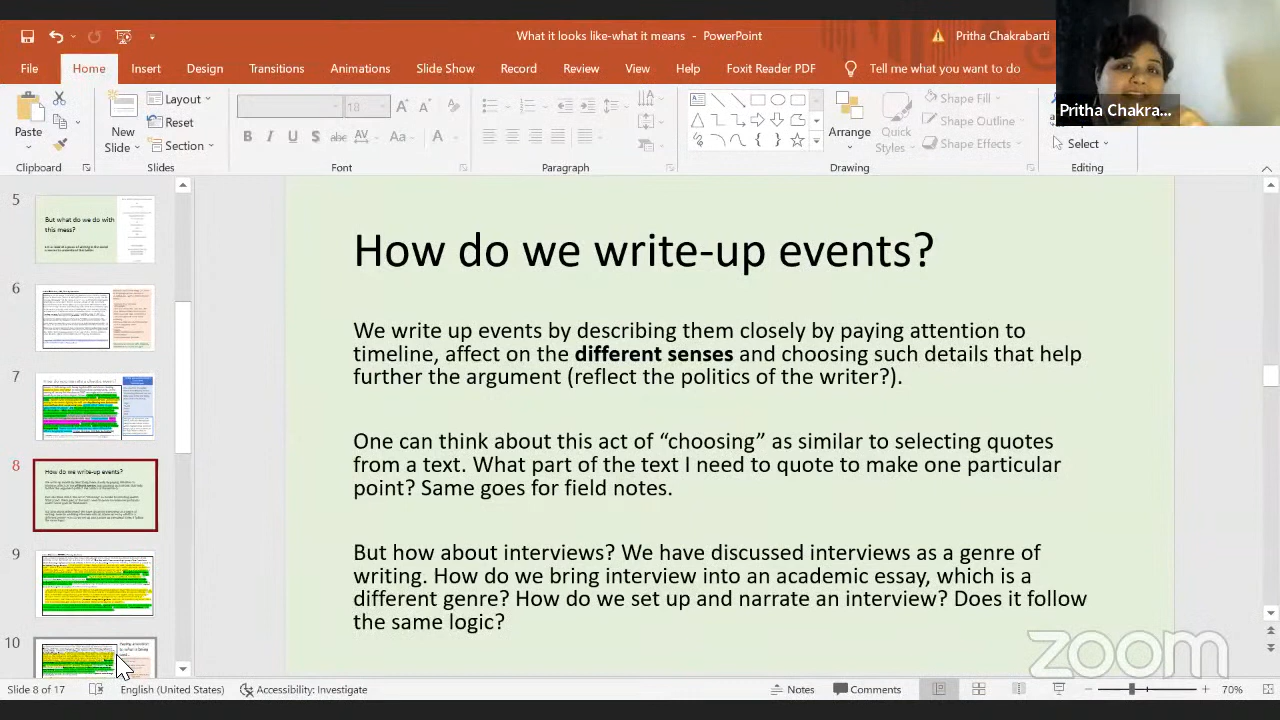 What it looks like-what it means - PowerPoint
Pritha Chakrabarti
File Home Insert Design Transitions Animations Slide Show Record Review View Help Foxit Reader PDF Tell me what you want to do
Pritha Chakra...
Paste
New
Slide
Layout
Reset
Section
B I U S abc AV Aa A
Arrange
Quick
Styles
Shape Fill
Shape Outline
Shape Effects
Select
Clipboard Slides Font Paragraph Drawing Editing
5
But what do we do with
this mess?
6
7
8
How do we write-up events?
9
10
How do we write-up events?
We write up events by describing them closely by paying attention to
timeline, affect on the different senses and choosing such details that help
further the argument (reflect the politics of the writer?).
One can think about this act of “choosing” as similar to selecting quotes
from a text. What part of the text I need to quote to make one particular
point? Same goes for field notes.
But how about interviews? We have discussed interviews as a genre of
writing. How do we bring interview into an academic essay, which is a
different genre? How do we set up and narrate an interview? Does it follow
the same logic?
zoom
Slide 8 of 17 English (United States) Accessibility: Investigate Notes Comments 70%